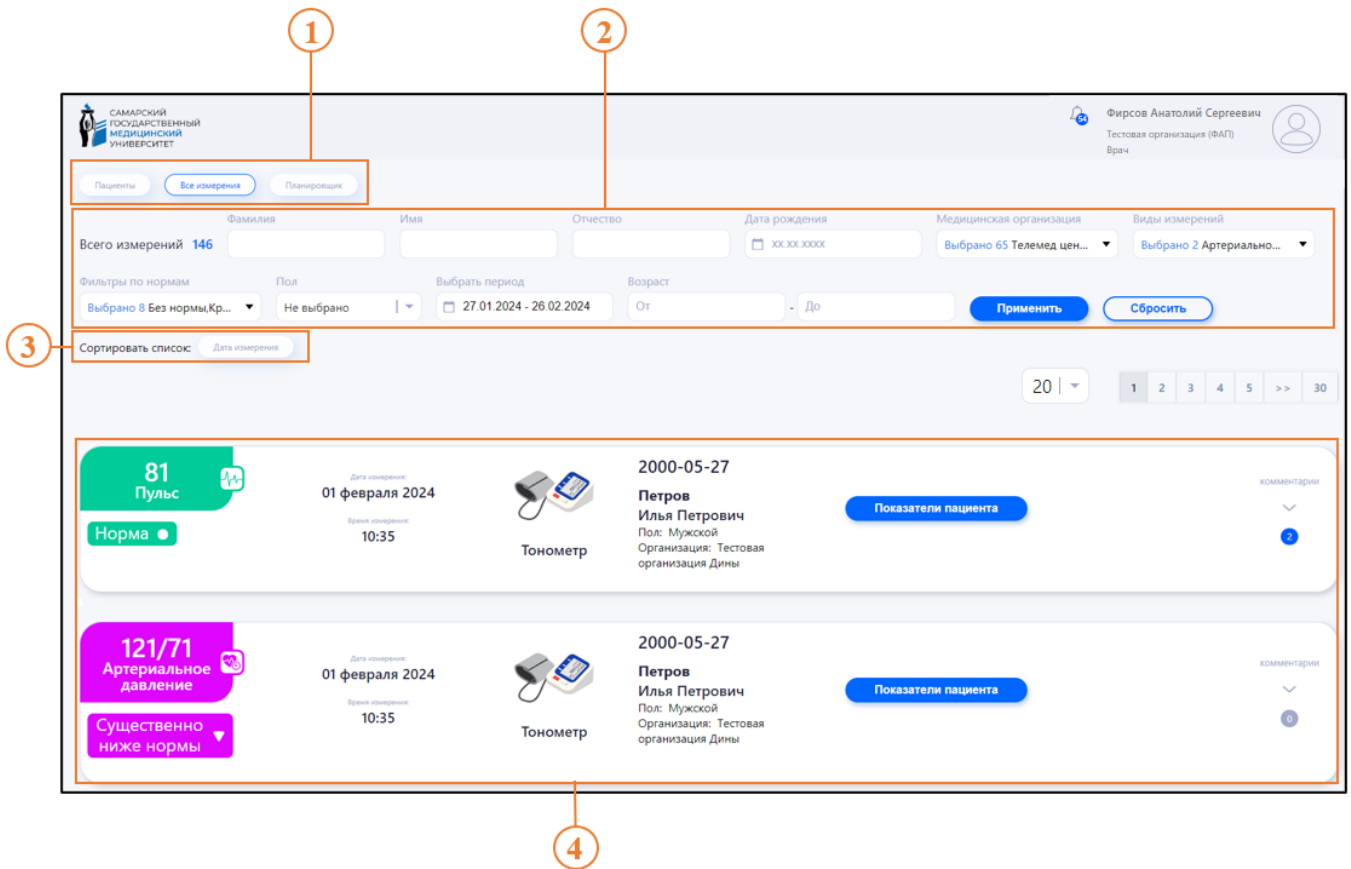 1
2
САМАРСКИЙ
ГОСУДАРСТВЕННЫЙ
МЕДИЦИНСКИЙ
УНИВЕРСИТЕТ
54
Фирсов Анатолий Сергеевич
Тестовая организация (ФАП)
Врач
Пациенты Все измерения Планировщик
Фамилия Имя Отчество Дата рождения Медицинская организация Виды измерений
Всего измерений 146 XX.XX.XXXX Выбрано 65 Телемед цен... Выбрано 2 Артериально...
Фильтры по нормам Пол Выбрать период Возраст
Выбрано 8 Без нормы,Кр... Не выбрано 27.01.2024 - 26.02.2024 От - До Применить Сбросить
3
Сортировать список: Дата измерения
20 1 2 3 4 5 >> 30
81
Пульс
Норма
Дата измерения:
01 февраля 2024
Время измерения:
10:35
Тонометр
2000-05-27
Петров
Илья Петрович
Пол: Мужской
Организация: Тестовая
организация Дины
Показатели пациента
комментарии
2
121/71
Артериальное
давление
Существенно
ниже нормы
Дата измерения:
01 февраля 2024
Время измерения:
10:35
Тонометр
2000-05-27
Петров
Илья Петрович
Пол: Мужской
Организация: Тестовая
организация Дины
Показатели пациента
комментарии
0
4